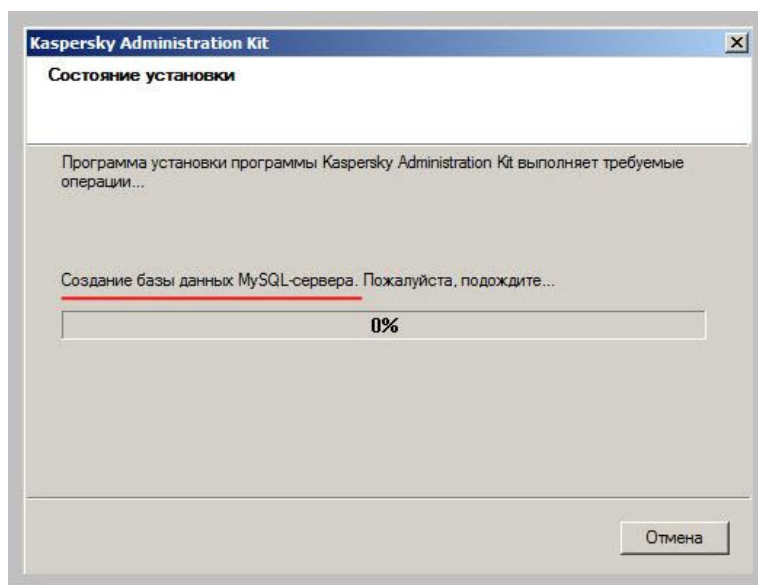 Kaspersky Administration Kit
Состояние установки
Программа установки программы Kaspersky Administration Kit выполняет требуемые
операции...
Создание базы данных MySQL-сервера. Пожалуйста, подождите...
0%
Отмена